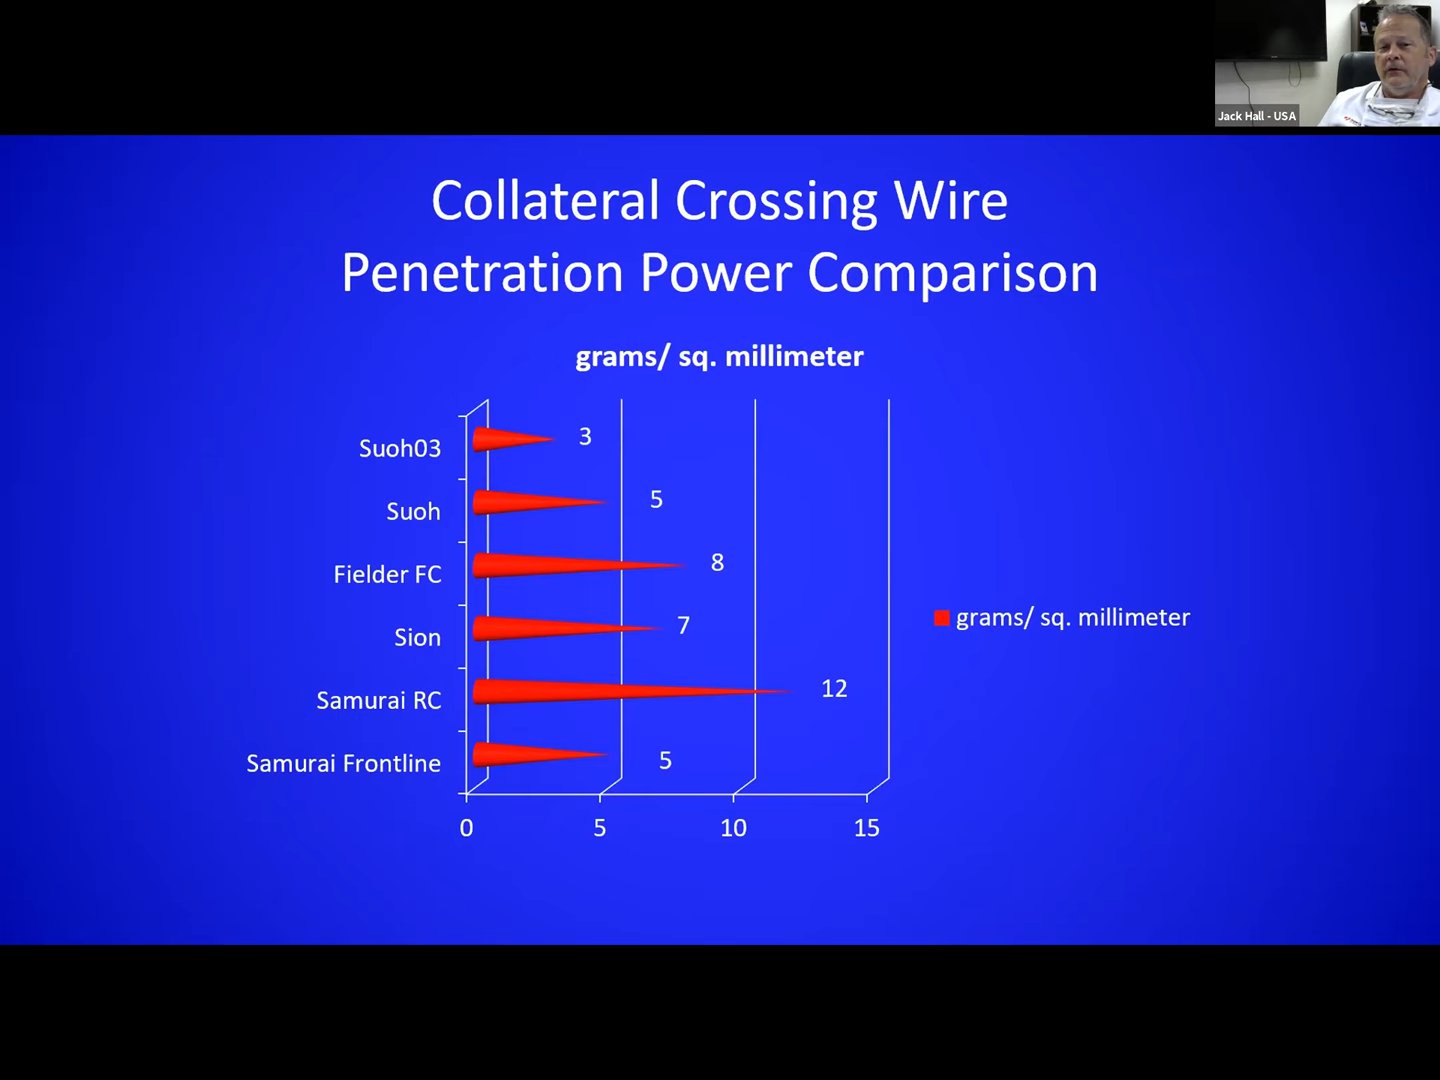 Jack Hall - USA
Collateral Crossing Wire
Penetration Power Comparison
grams/ sq. millimeter
Suoh03
3
Suoh
5
Fielder FC
8
Sion
7
Samurai RC
12
Samurai Frontline
5
0 5 10 15
grams/ sq. millimeter